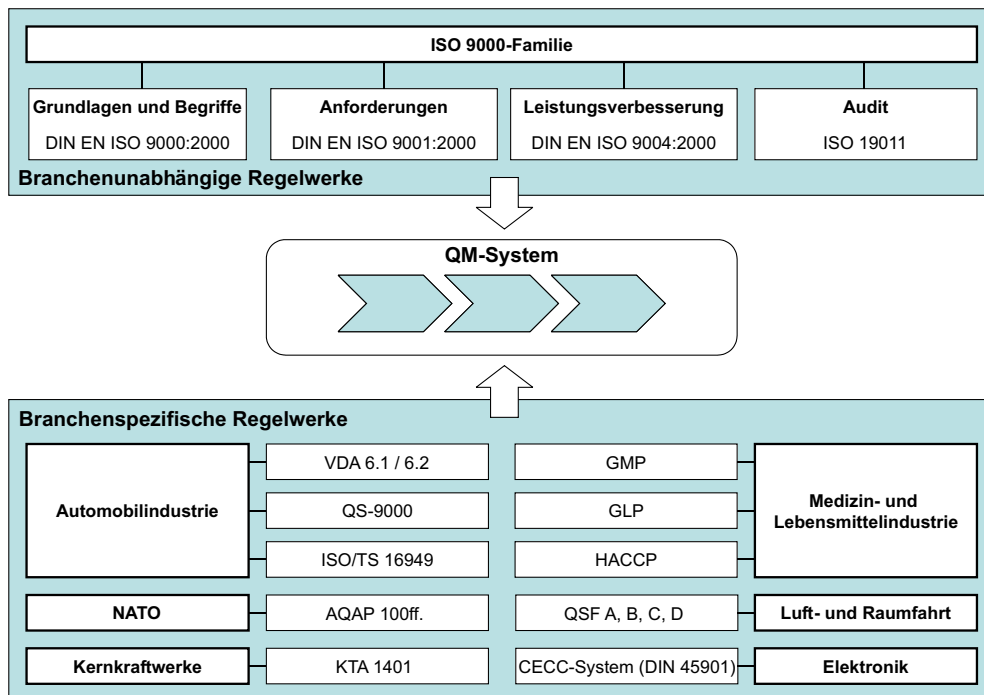 ISO 9000-Familie
Grundlagen und Begriffe
DIN EN ISO 9000:2000
Anforderungen
DIN EN ISO 9001:2000
Leistungsverbesserung
DIN EN ISO 9004:2000
Audit
ISO 19011
Branchenunabhängige Regelwerke
QM-System
Branchenspezifische Regelwerke
Automobilindustrie
VDA 6.1 / 6.2
QS-9000
ISO/TS 16949
GMP
GLP
HACCP
Medizin- und
Lebensmittelindustrie
NATO
AQAP 100ff.
QSF A, B, C, D
Luft- und Raumfahrt
Kernkraftwerke
KTA 1401
CECC-System (DIN 45901)
Elektronik